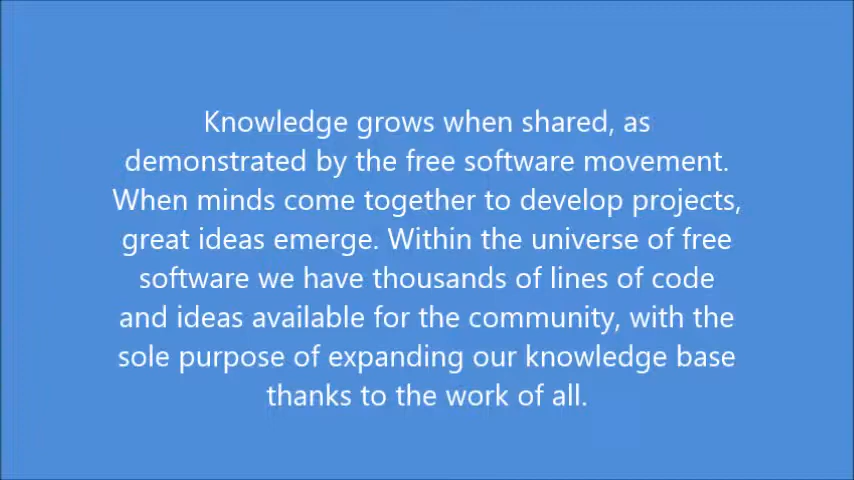 Knowledge grows when shared, as
demonstrated by the free software movement.
When minds come together to develop projects,
great ideas emerge. Within the universe of free
software we have thousands of lines of code
and ideas available for the community, with the
sole purpose of expanding our knowledge base
thanks to the work of all.